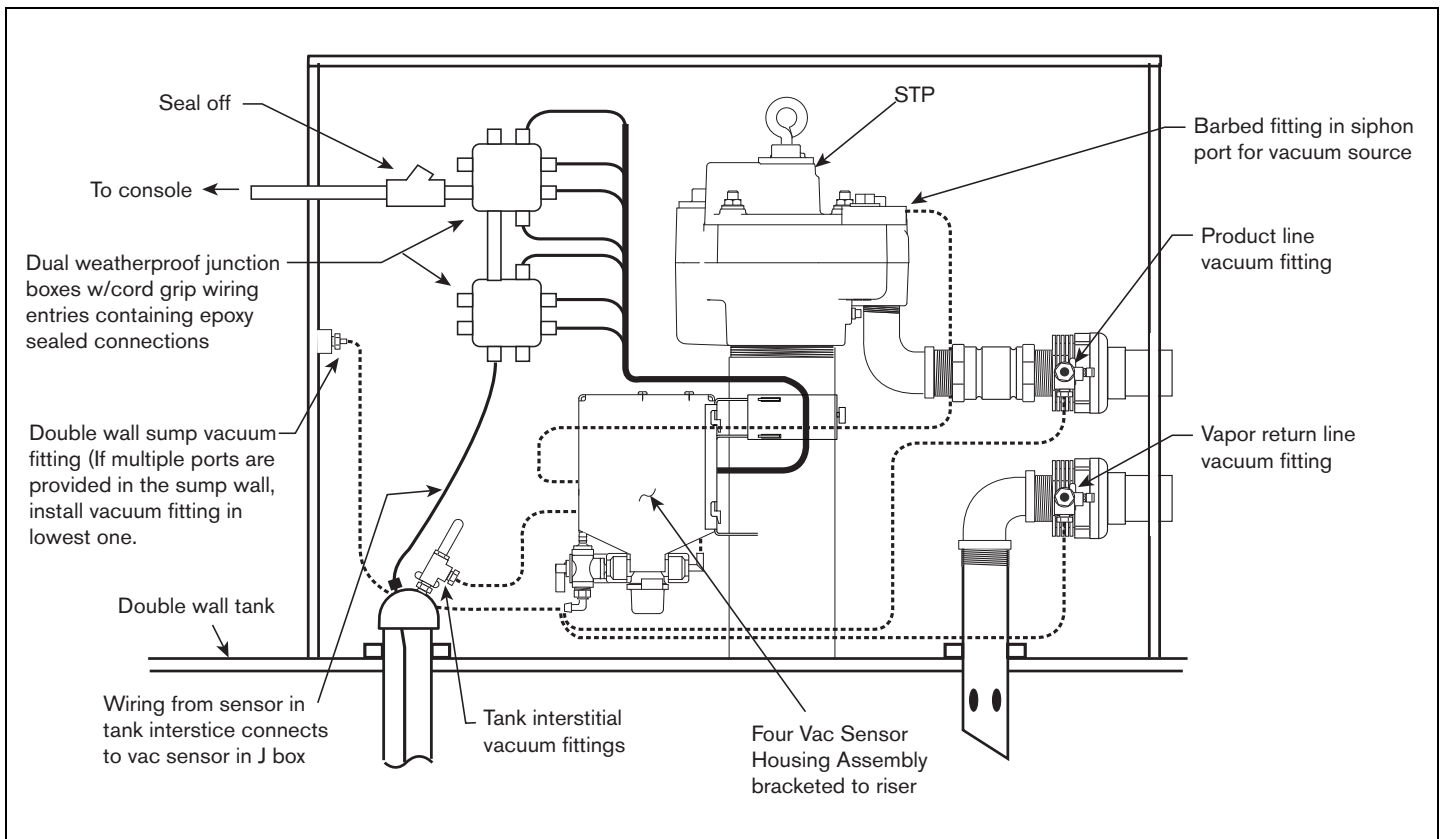 Seal off
STP
Barbed fitting in siphon
port for vacuum source
To console
Product line
vacuum fitting
Dual weatherproof junction
boxes w/cord grip wiring
entries containing epoxy
sealed connections
Double wall sump vacuum
fitting (If multiple ports are
provided in the sump wall,
install vacuum fitting in
lowest one.
Vapor return line
vacuum fitting
Double wall tank
Wiring from sensor in
tank interstice connects
to vac sensor in J box
Tank interstitial
vacuum fittings
Four Vac Sensor
Housing Assembly
bracketed to riser